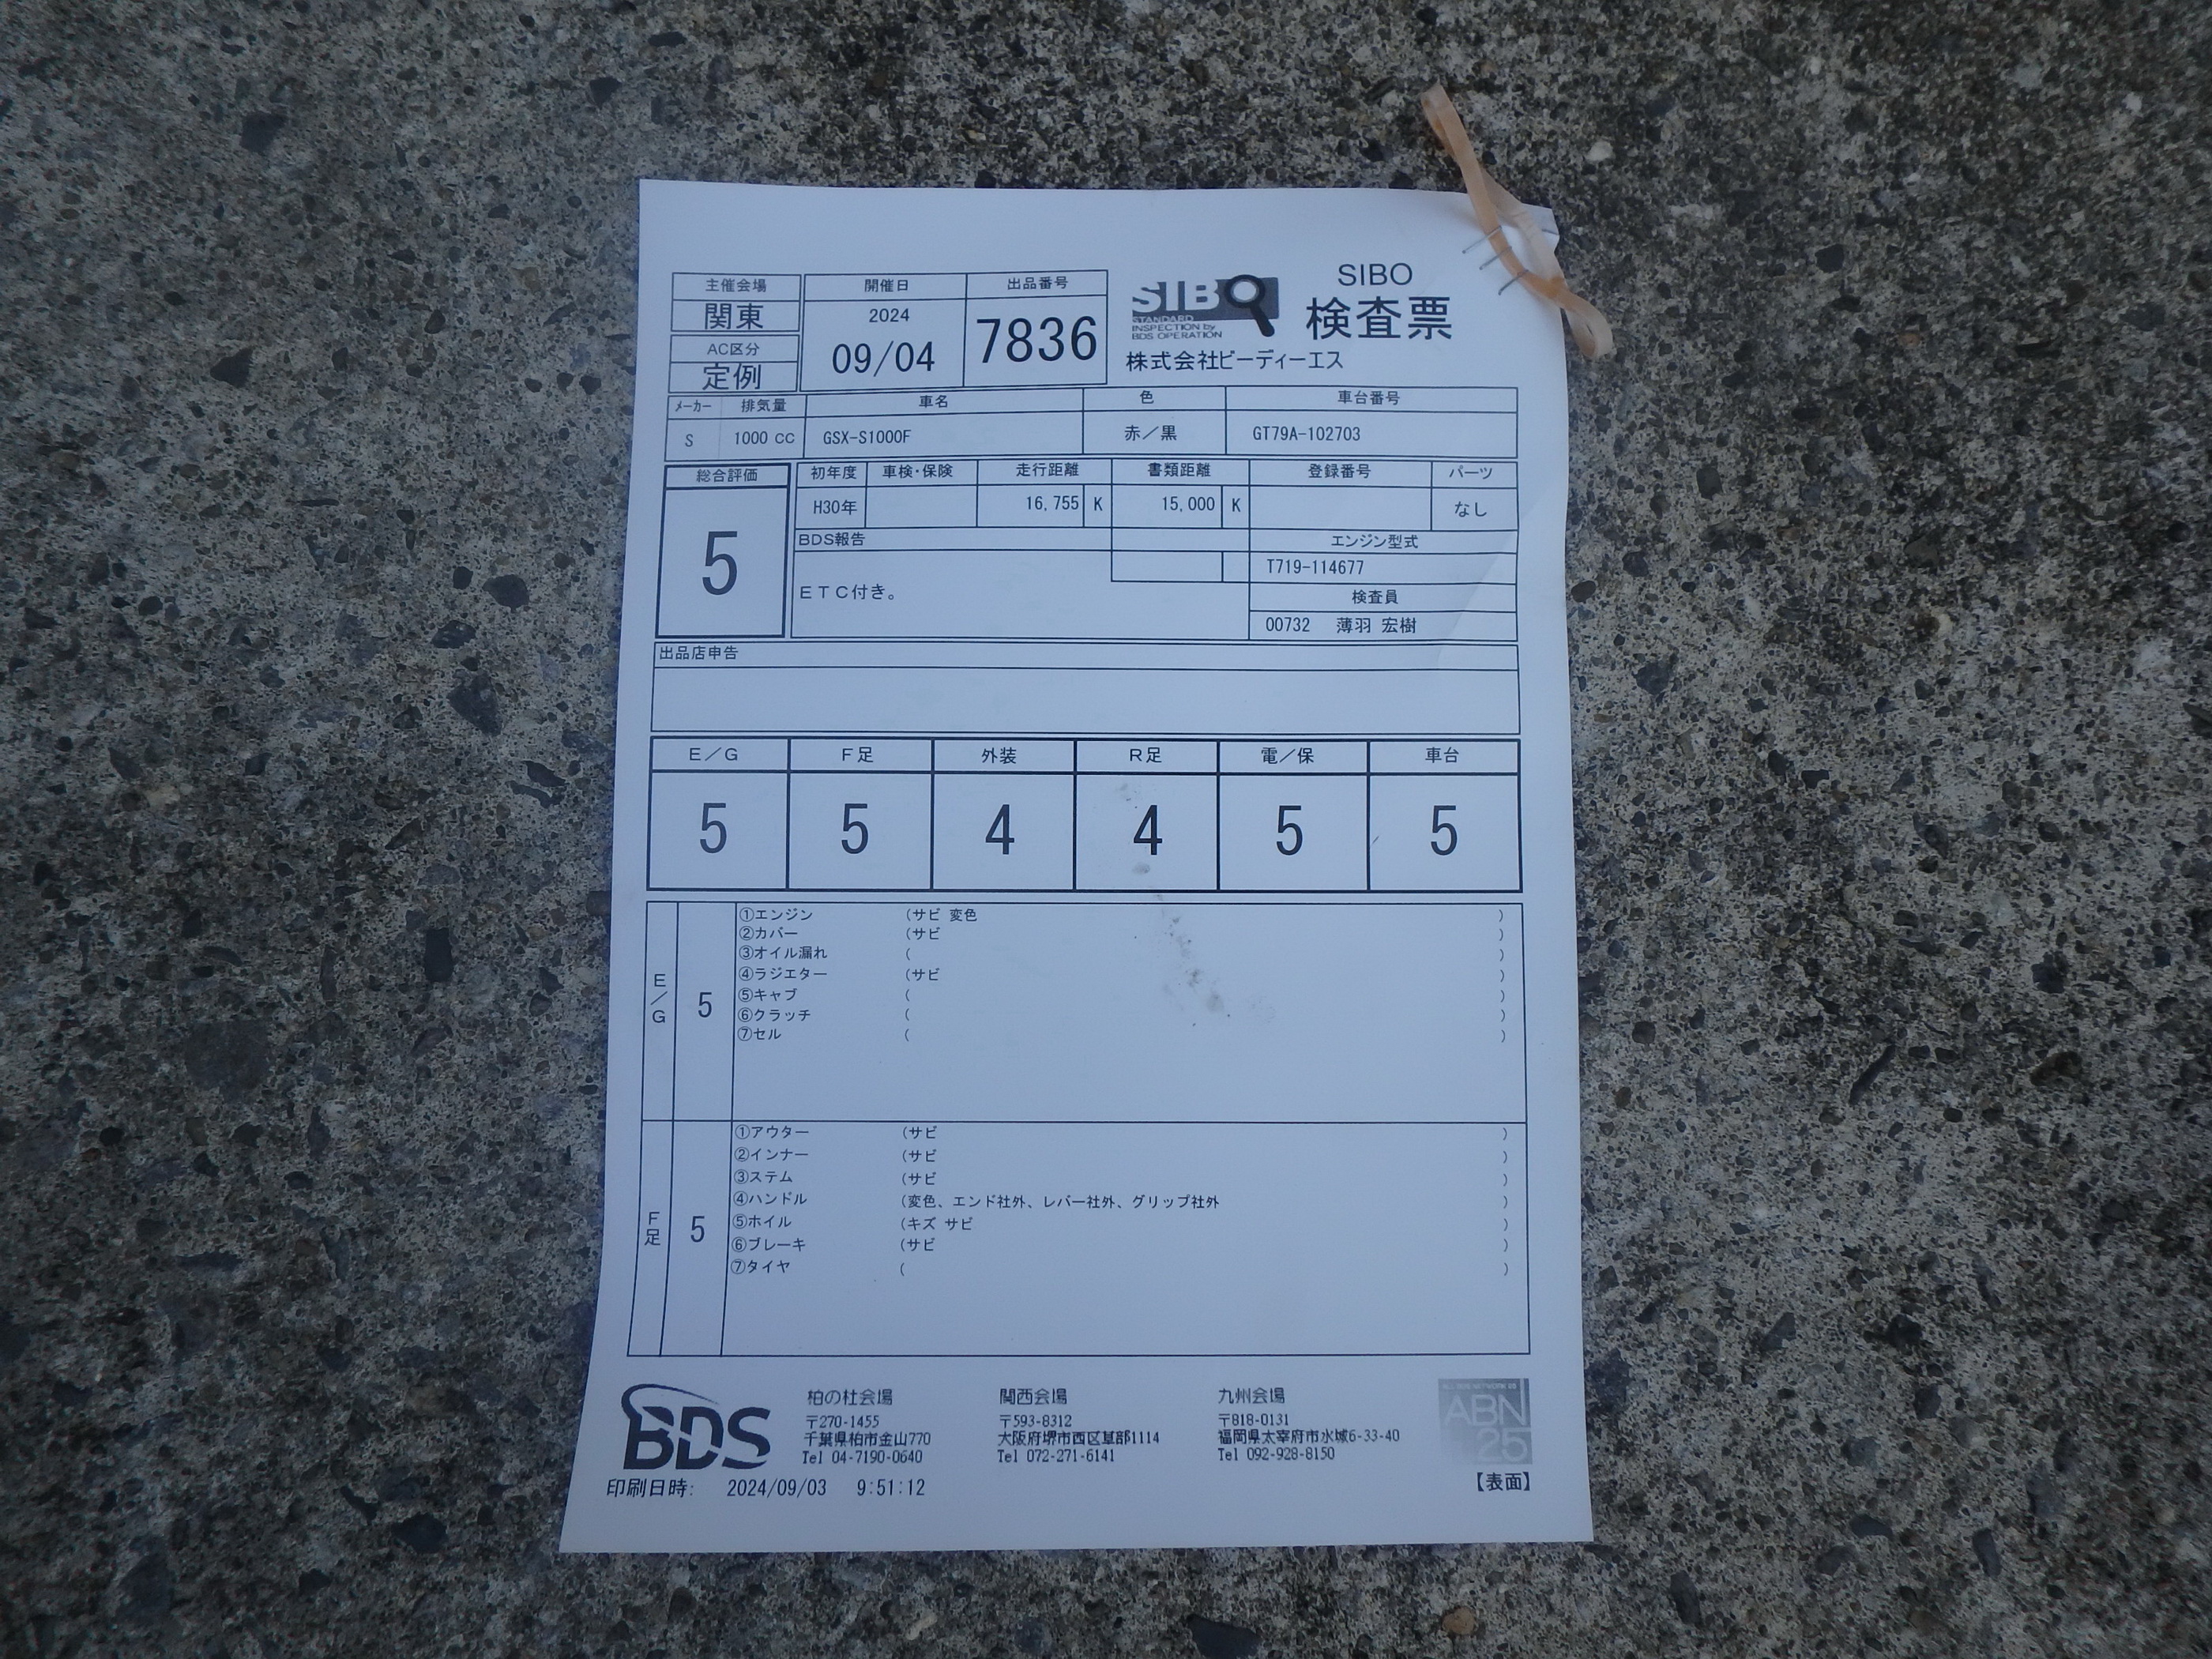 主催会場
関東
AC区分
定例
開催日
2024
09/04
出品番号
7836
SIBO
STANDARD
INSPECTION by
BDS OPERATION
SIBO
検査票
株式会社ビーディーエス
メーカー 排気量 車名 色 車台番号
S 1000 CC GSX-S1000F 赤/黒 GT79A-102703
総合評価
5
初年度 車検・保険 走行距離 書類距離 登録番号 パーツ
H30年 16,755 K 15,000 K なし
BDS報告
ETC付き。
エンジン型式
T719-114677
検査員
00732 薄羽 宏樹
出品店申告
E/G F足 外装 R足 電/保 車台
5 5 4 4 5 5
E/G
5
①エンジン (サビ 変色 )
②カバー (サビ )
③オイル漏れ ( )
④ラジエター (サビ )
⑤キャブ ( )
⑥クラッチ ( )
⑦セル ( )
F足
5
①アウター (サビ )
②インナー (サビ )
③ステム (サビ )
④ハンドル (変色、エンド社外、レバー社外、グリップ社外 )
⑤ホイル (キズ サビ )
⑥ブレーキ (サビ )
⑦タイヤ ( )
BDS
柏の杜会場
〒270-1455
千葉県柏市金山770
Tel 04-7190-0640
関西会場
〒593-8312
大阪府堺市西区草部1114
Tel 072-271-6141
九州会場
〒818-0131
福岡県太宰府市水城6-33-40
Tel 092-928-8150
ABN
25
【表面】
印刷日時: 2024/09/03 9:51:12